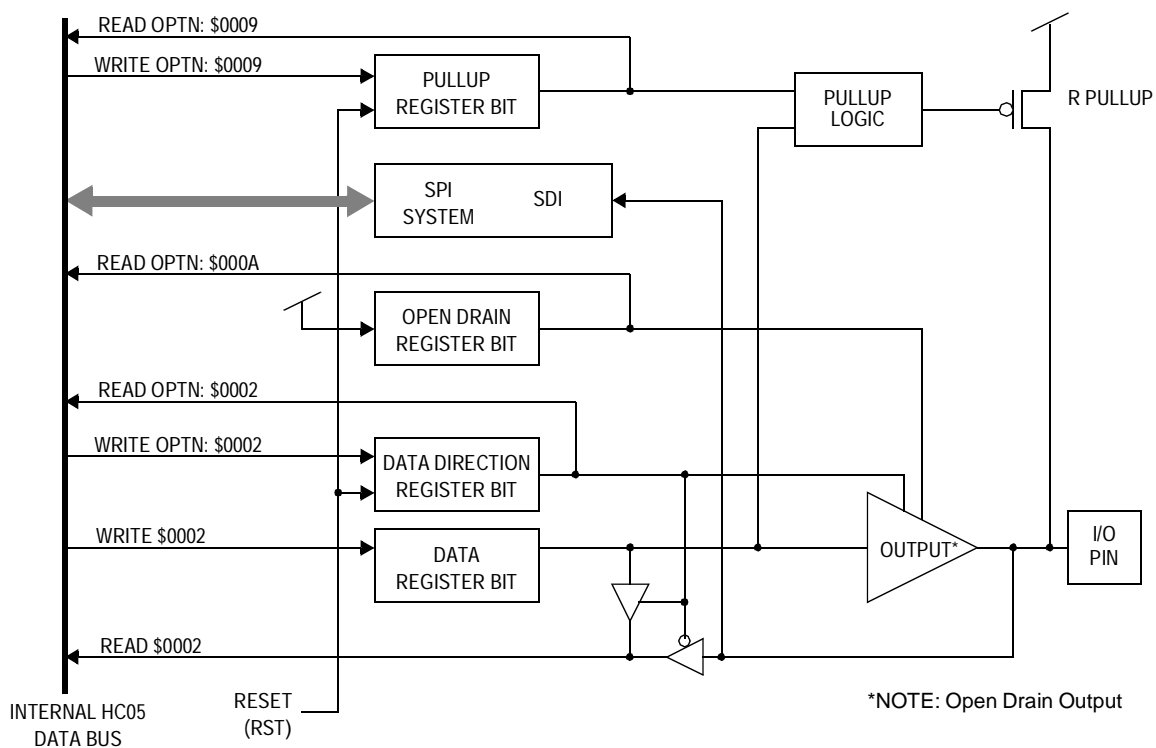 READ OPTN: $0009
WRITE OPTN: $0009
PULLUP
REGISTER BIT
PULLUP
LOGIC
R PULLUP
SPI
SYSTEM
SDI
READ OPTN: $000A
OPEN DRAIN
REGISTER BIT
READ OPTN: $0002
WRITE OPTN: $0002
DATA DIRECTION
REGISTER BIT
WRITE $0002
DATA
REGISTER BIT
OUTPUT*
I/O
PIN
READ $0002
INTERNAL HC05
DATA BUS
RESET
(RST)
*NOTE: Open Drain Output